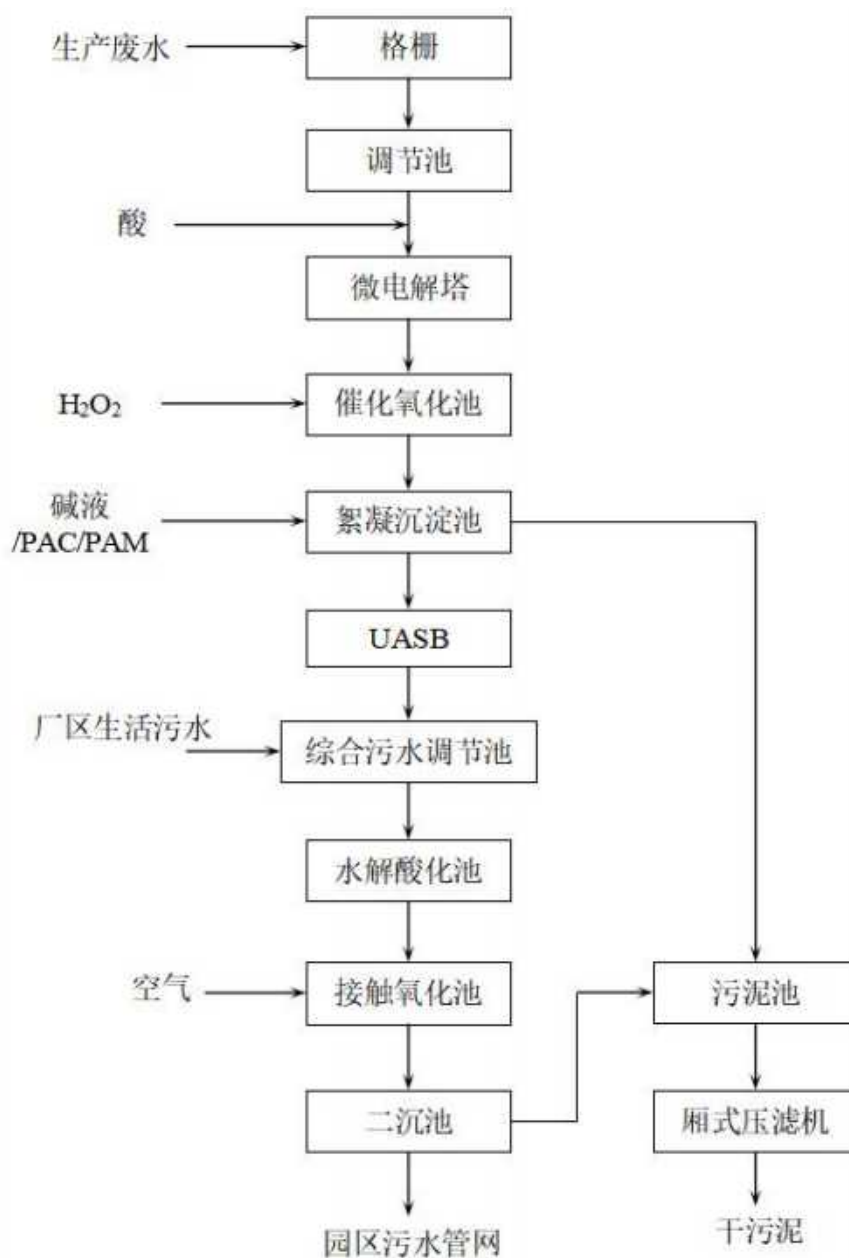 生产废水
格栅
调节池
酸
微电解塔
H₂O₂
催化氧化池
碱液
/PAC/PAM
絮凝沉淀池
UASB
厂区生活污水
综合污水调节池
水解酸化池
空气
接触氧化池
污泥池
二沉池
厢式压滤机
园区污水管网
干污泥